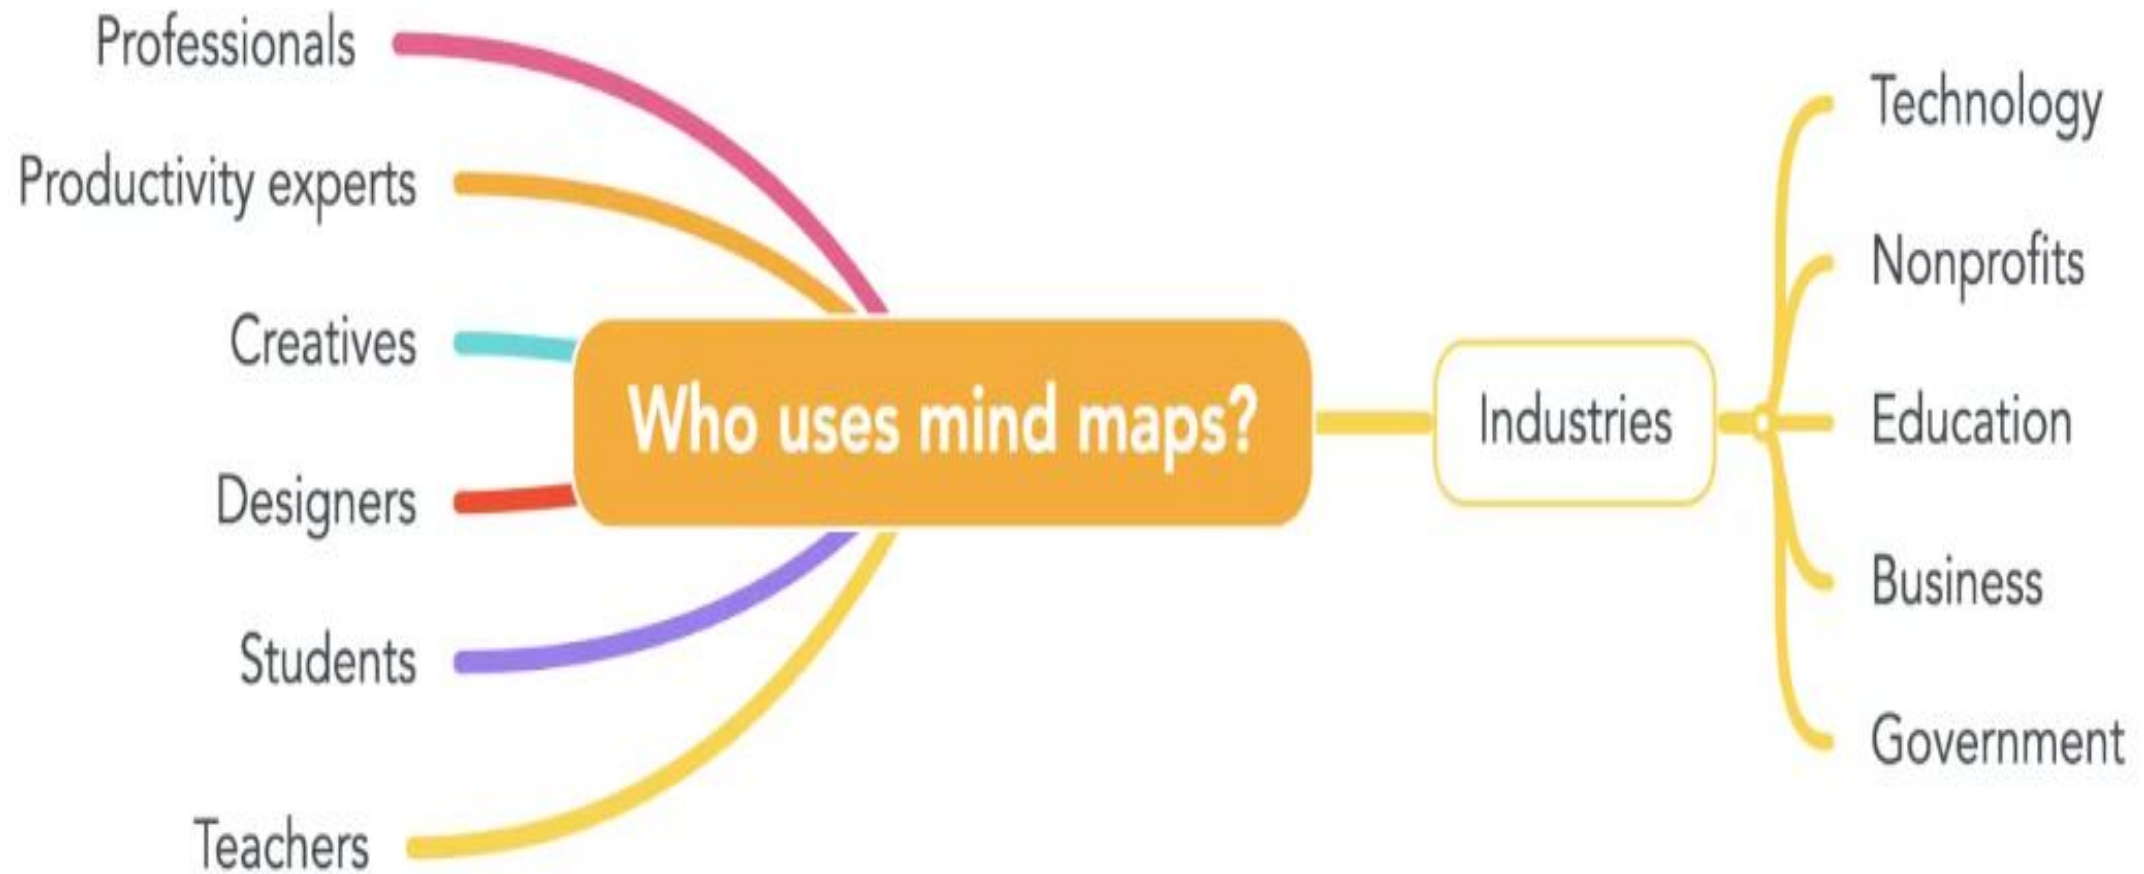 Professionals
Productivity experts
Creatives
Designers
Students
Teachers
Who uses mind maps?
Industries
Technology
Nonprofits
Education
Business
Government